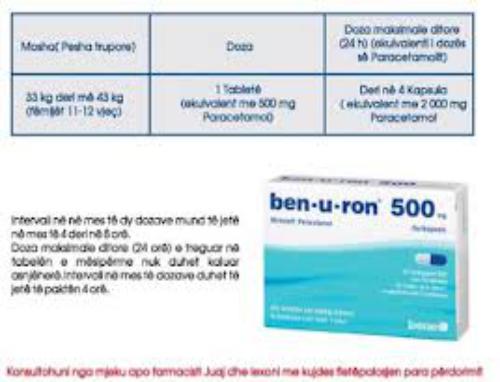 Mosha( Pesha trupore)
Doza
Doza maksimale ditore
(24 h) (ekuivalenti i dozës
së Paracetamolit)
33 kg deri më 43 kg
(fëmijët 11-12 vjeç)
1 Tabletë
(ekuivalent me 500 mg
Paracetamol)
Deri në 4 Kapsula
( ekuivalent me 2 000 mg
Paracetamol
Intervali në në mes të dy dozave mund të jetë
në mes të 4 deri në 8 orë.
Doza maksimale ditore (24 orë) e treguar në
tabelën e mësipërme nuk duhet kaluar
asnjëherë.Intervali në mes të dozave duhet të
jetë të paktën 4 orë.
ben-u-ron® 500 mg
bene
Konsultohuni nga mjeku apo farmacisti Juaj dhe lexoni me kujdes fletëpalosjen para përdorimit